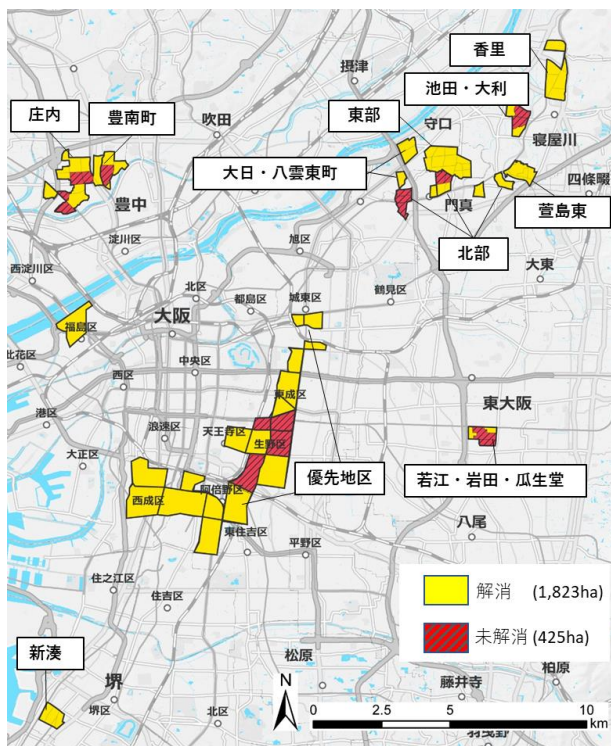 香里
摂津
池田・大利
庄内
豊南町
吹田
東部
守口
寝屋川
大日・八雲東町
四條畷
豊中
門真
萱島東
淀川区
旭区
北部
西淀川区
大東
北区
都島区
城東区
鶴見区
大阪
福島区
此花区
中央区
西区
東成区
東大阪
港区
浪速区
天王寺区
生野区
大正区
優先地区
若江・岩田・瓜生堂
西成区
阿倍野区
東住吉区
八尾
平野区
住之江区
住吉区
解消 (1,823ha)
未解消 (425ha)
新湊
松原
柏原
堺
N
藤井寺
堺区
北区
0 2.5 5 10
km
羽曳野